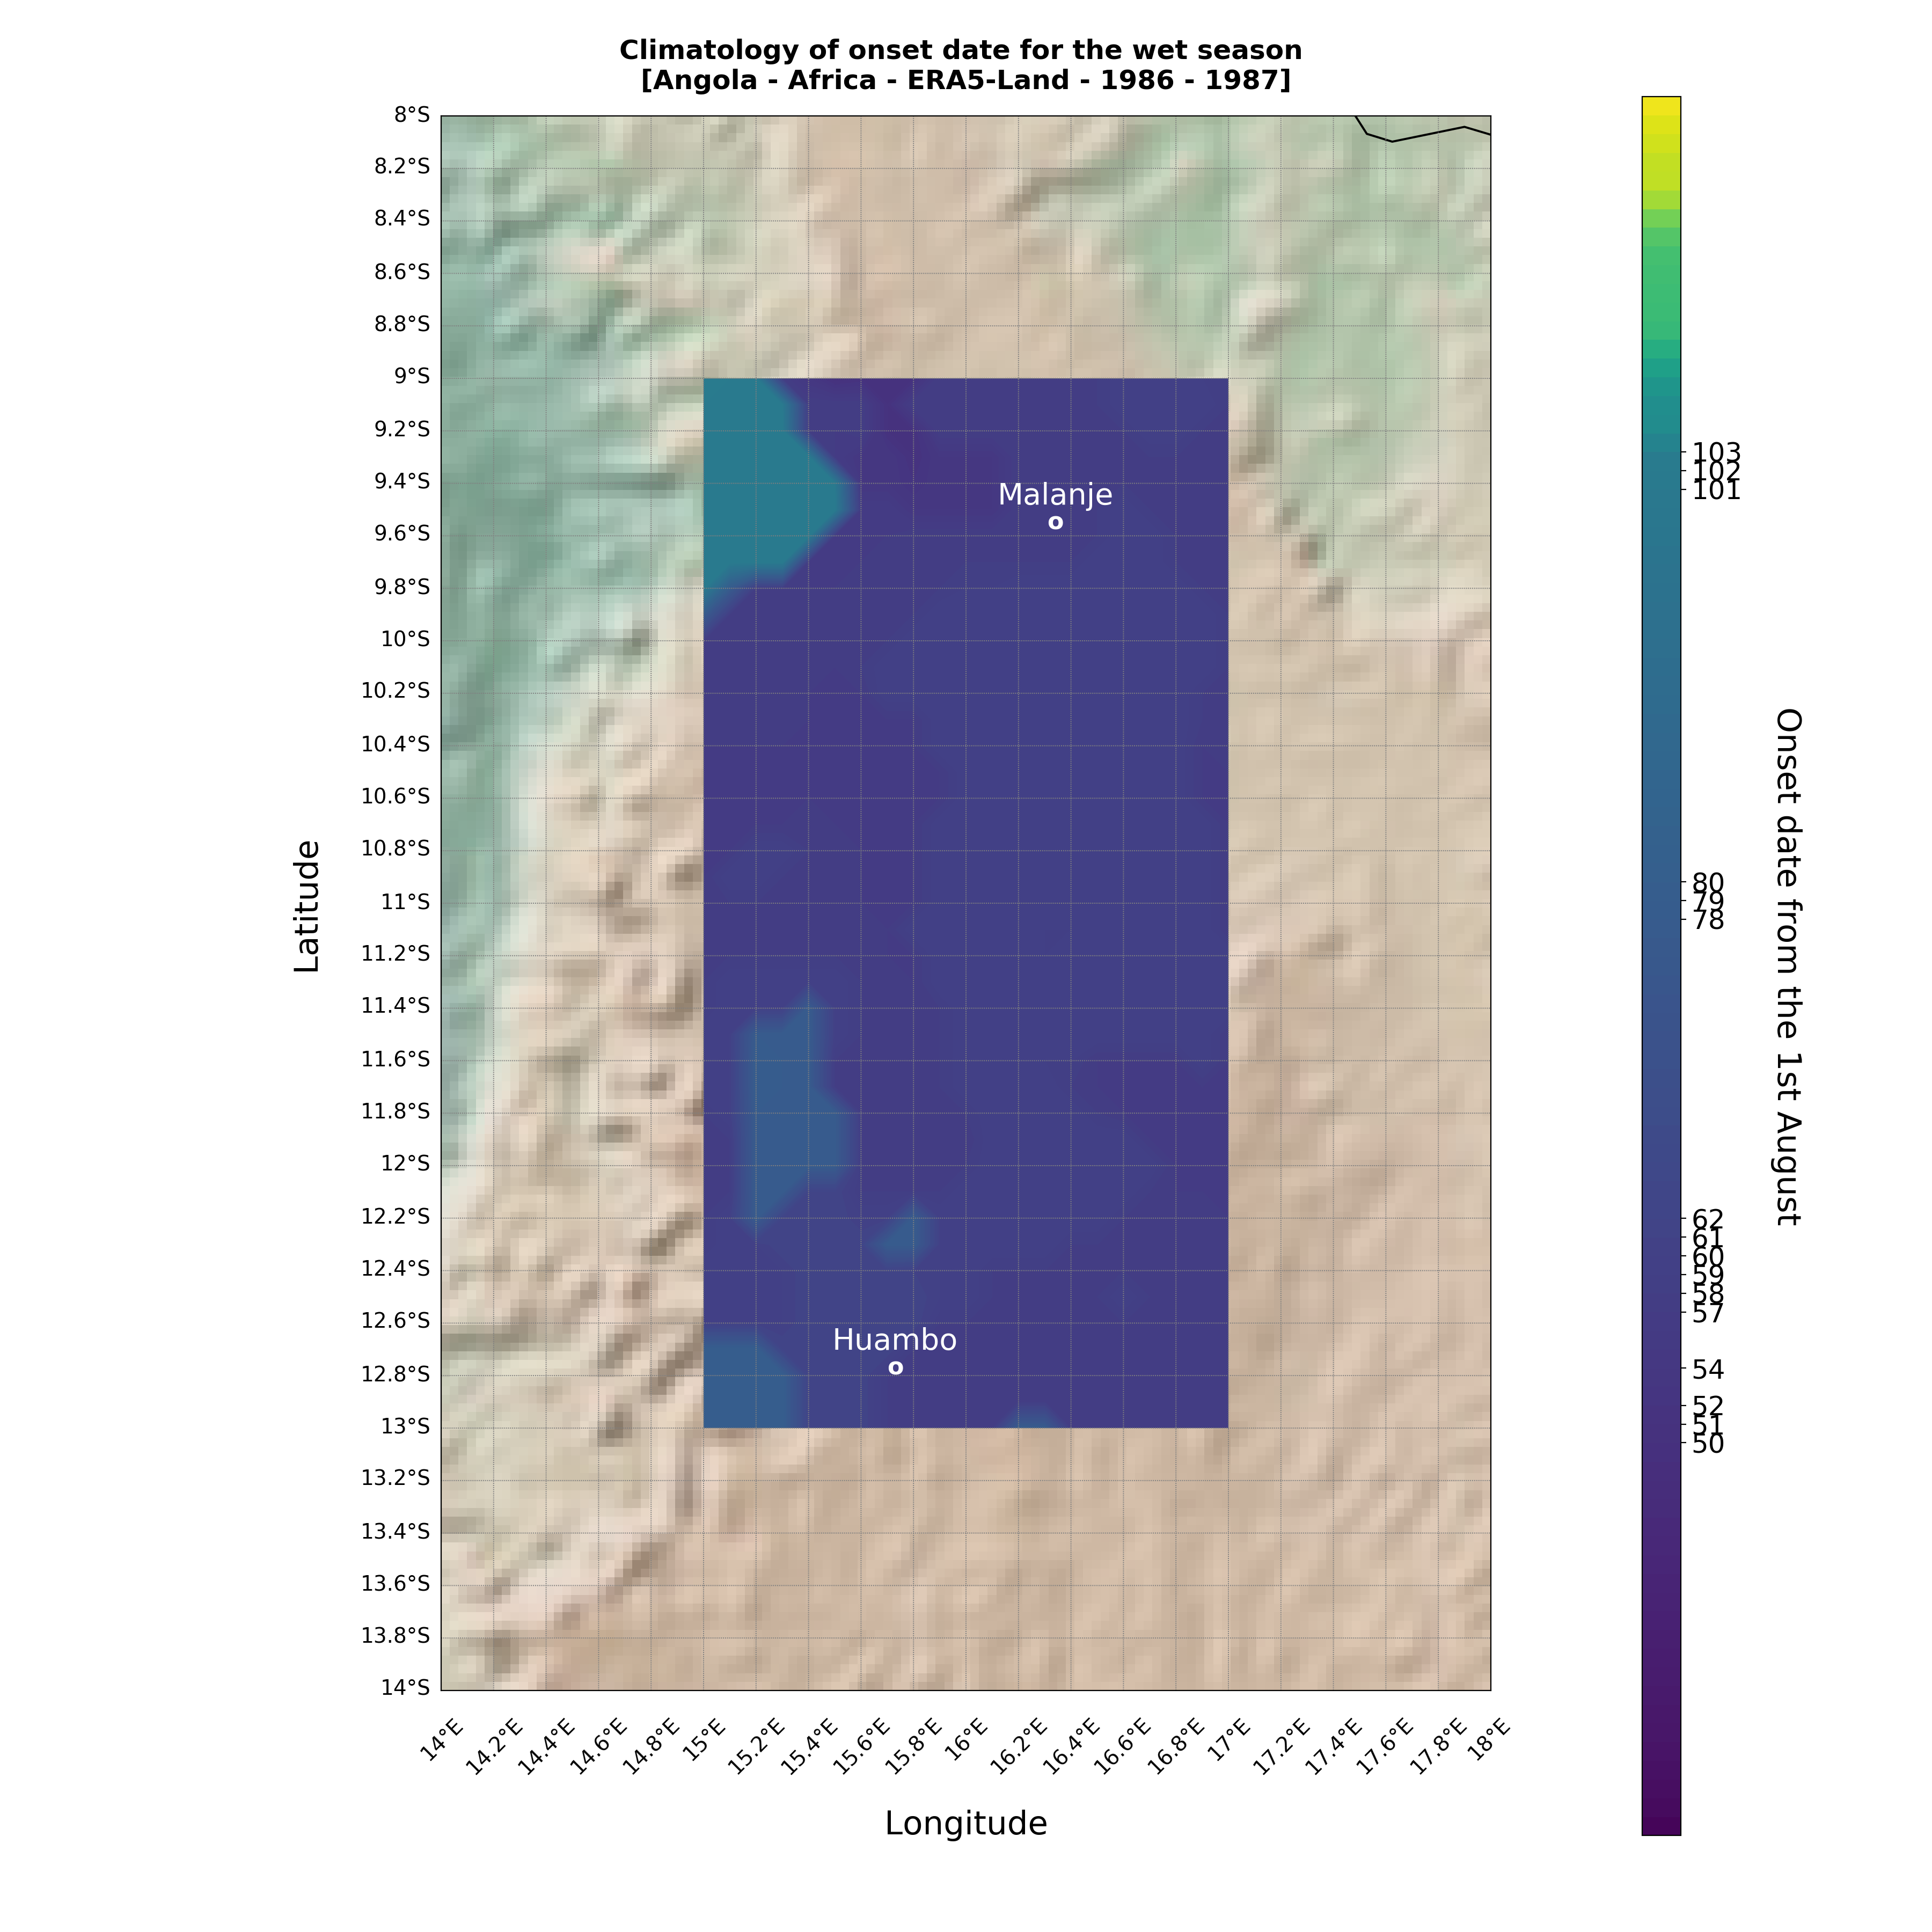 Climatology of onset date for the wet season
[Angola - Africa - ERA5-Land - 1986 - 1987]
8°S
8.2°S
8.4°S
8.6°S
8.8°S
9°S
9.2°S
9.4°S
9.6°S
9.8°S
10°S
10.2°S
10.4°S
10.6°S
10.8°S
11°S
11.2°S
11.4°S
11.6°S
11.8°S
12°S
12.2°S
12.4°S
12.6°S
12.8°S
13°S
13.2°S
13.4°S
13.6°S
13.8°S
14°S
Latitude
Malanje
o
Huambo
o
14°E 14.2°E 14.4°E 14.6°E 14.8°E 15°E 15.2°E 15.4°E 15.6°E 15.8°E 16°E 16.2°E 16.4°E 16.6°E 16.8°E 17°E 17.2°E 17.4°E 17.6°E 17.8°E 18°E
Longitude
103
102
101
80
79
78
62
61
60
59
58
57
54
52
51
50
Onset date from the 1st August